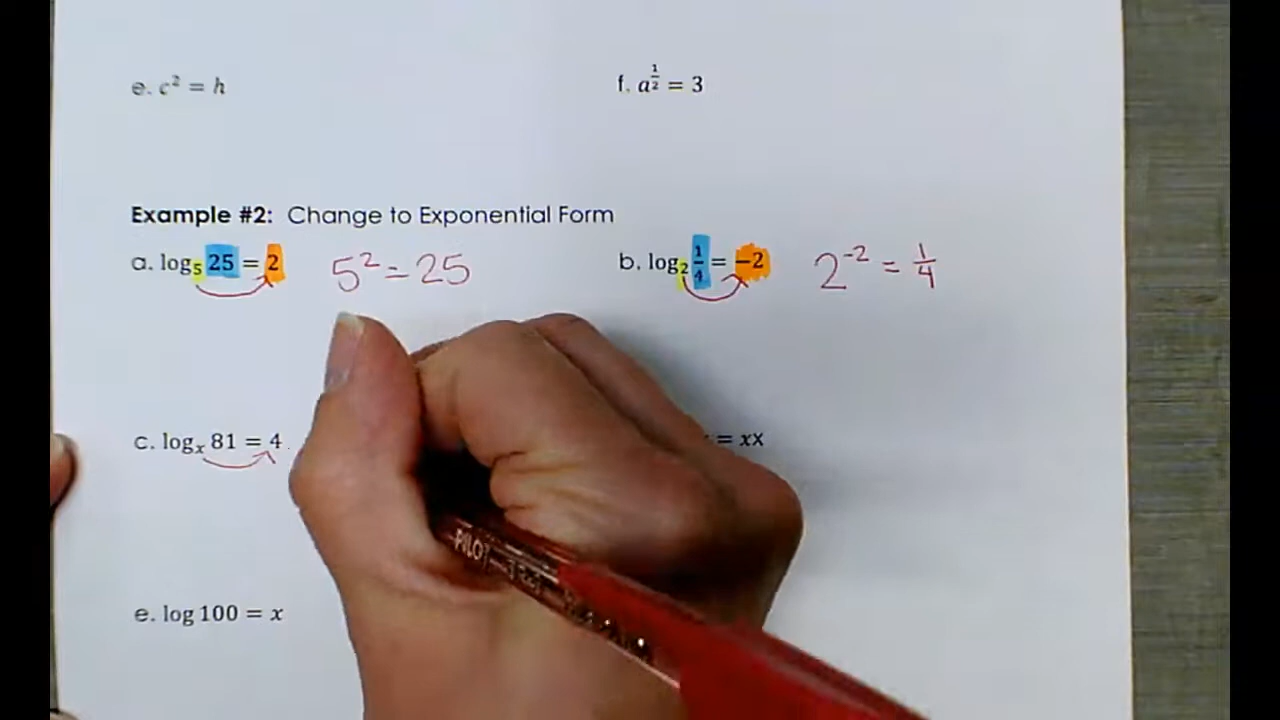 e. c² = h
f. a^{1/2} = 3
Example #2: Change to Exponential Form
a. log₅ 25 = 2 5² = 25
b. log₂ 1/4 = −2 2⁻² = 1/4
c. logₓ 81 = 4
= xx
e. log 100 = x
PILOT